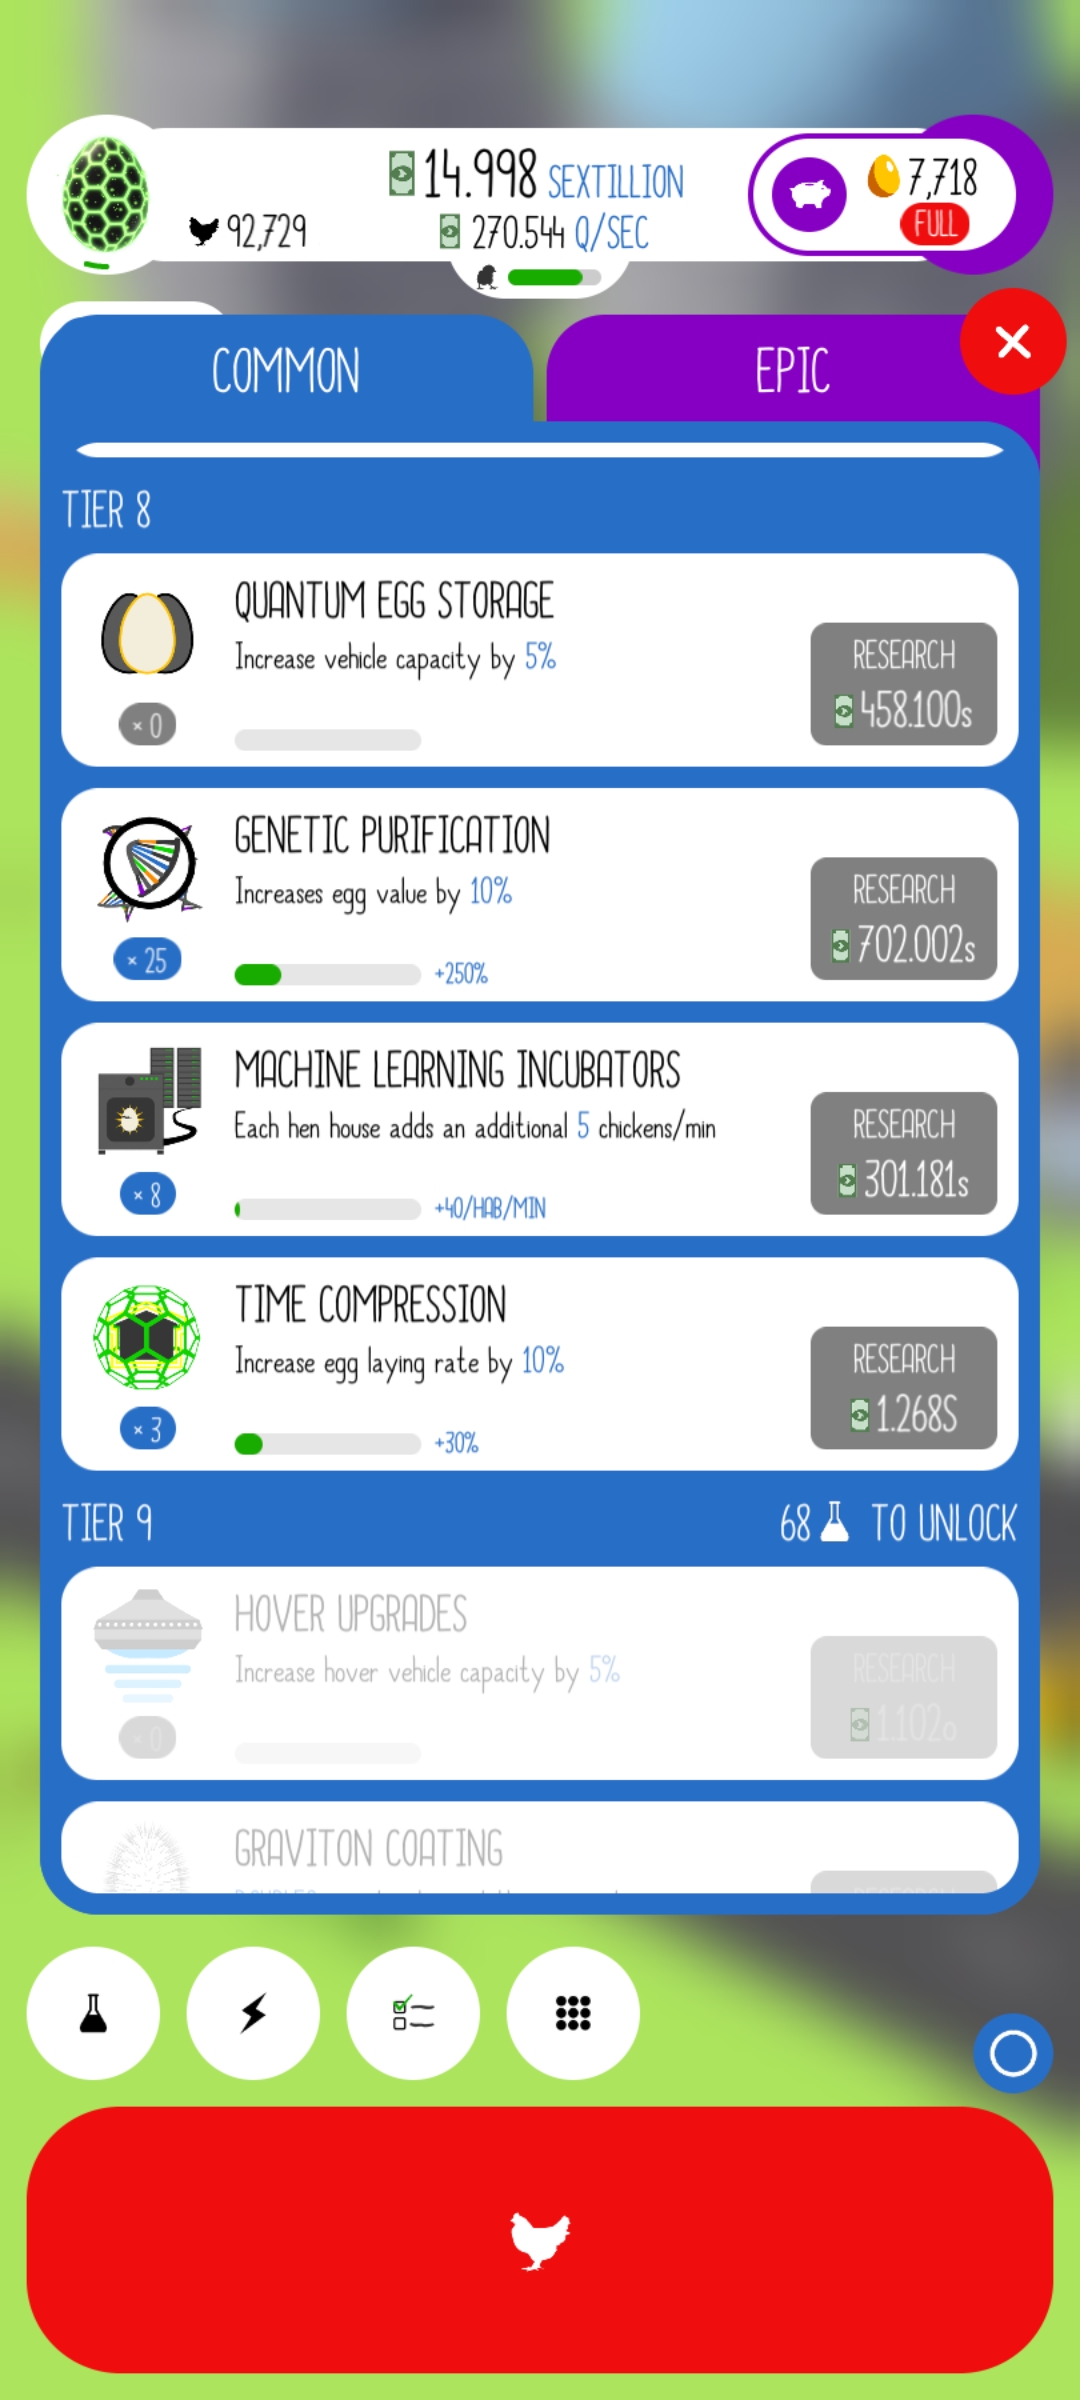 14.998 SEXTILLION
92,729
270.544 Q/SEC
7,718
FULL
COMMON
EPIC
TIER 8
QUANTUM EGG STORAGE
Increase vehicle capacity by 5%
× 0
RESEARCH
458.100s
GENETIC PURIFICATION
Increases egg value by 10%
× 25
+250%
RESEARCH
702.002s
MACHINE LEARNING INCUBATORS
Each hen house adds an additional 5 chickens/min
× 8
+40/HAB/MIN
RESEARCH
301.181s
TIME COMPRESSION
Increase egg laying rate by 10%
× 3
+30%
RESEARCH
1.268S
TIER 9
68 TO UNLOCK
HOVER UPGRADES
Increase hover vehicle capacity by 5%
× 0
RESEARCH
1.102o
GRAVITON COATING